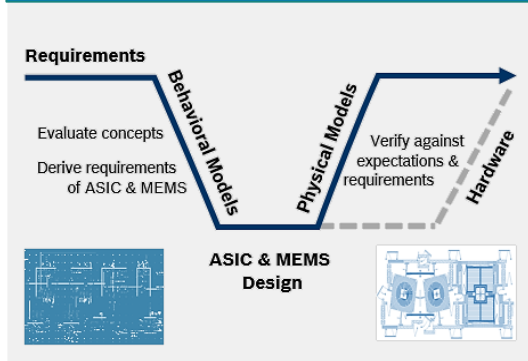 Requirements
Behavioral Models
Evaluate concepts
Derive requirements
of ASIC & MEMS
Physical Models
Verify against
expectations &
requirements
Hardware
ASIC & MEMS
Design